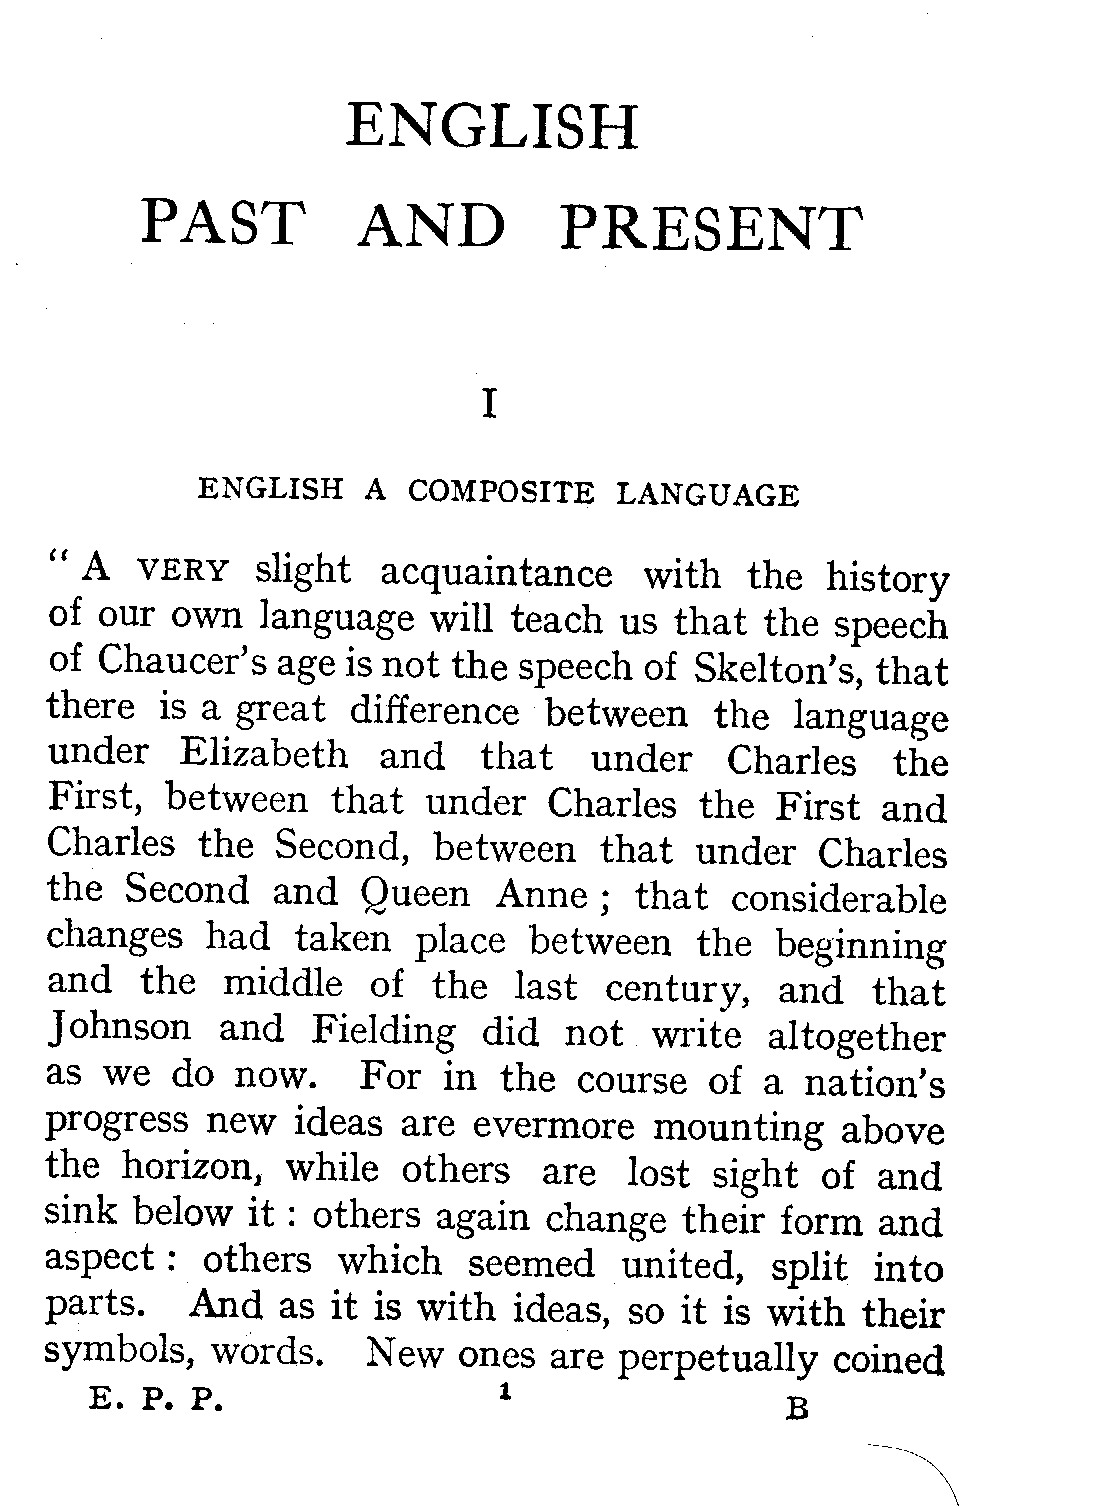 ENGLISH
PAST AND PRESENT
I
ENGLISH A COMPOSITE LANGUAGE
“ A VERY slight acquaintance with the history
of our own language will teach us that the speech
of Chaucer's age is not the speech of Skelton's, that
there is a great difference between the language
under Elizabeth and that under Charles the
First, between that under Charles the First and
Charles the Second, between that under Charles
the Second and Queen Anne ; that considerable
changes had taken place between the beginning
and the middle of the last century, and that
Johnson and Fielding did not write altogether
as we do now. For in the course of a nation's
progress new ideas are evermore mounting above
the horizon, while others are lost sight of and
sink below it : others again change their form and
aspect : others which seemed united, split into
parts. And as it is with ideas, so it is with their
symbols, words. New ones are perpetually coined
E. P. P. 1 B